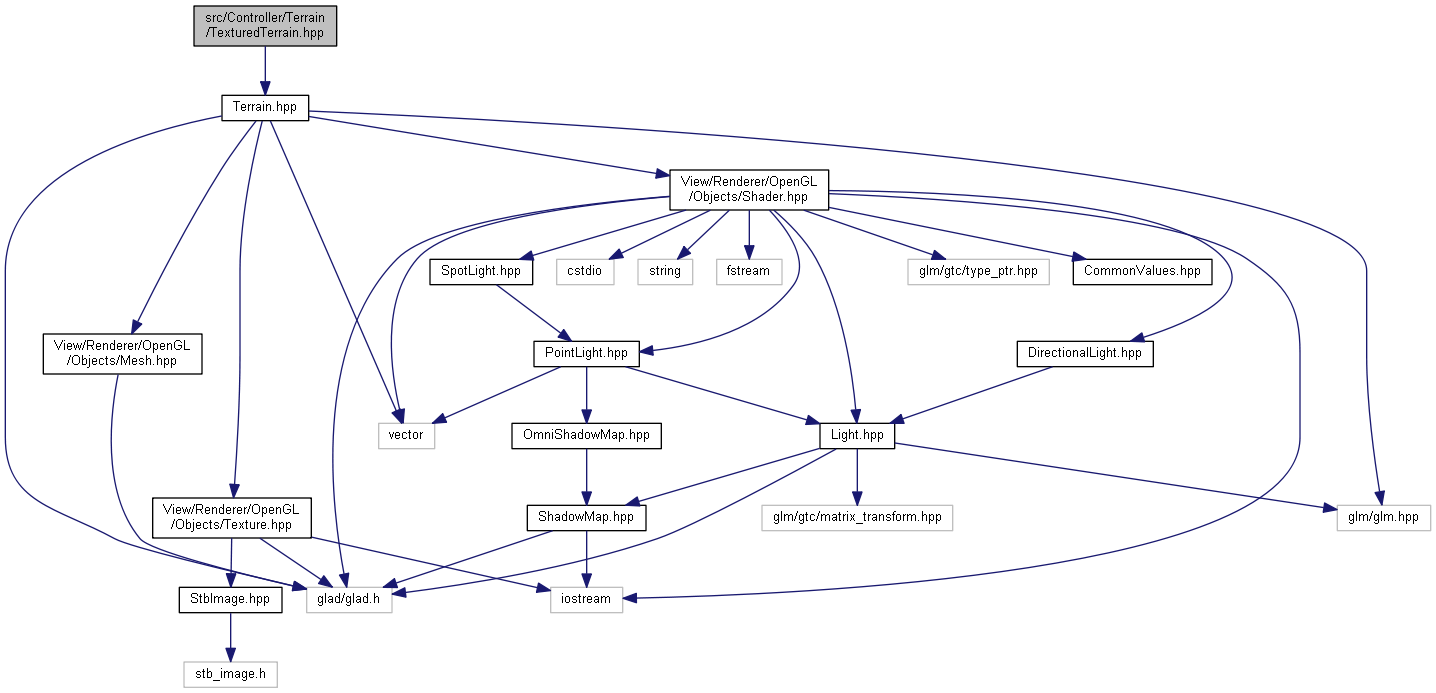 src/Controller/Terrain
/TexturedTerrain.hpp
Terrain.hpp
View/Renderer/OpenGL
/Objects/Shader.hpp
SpotLight.hpp
cstdio
string
fstream
glm/gtc/type_ptr.hpp
CommonValues.hpp
View/Renderer/OpenGL
/Objects/Mesh.hpp
PointLight.hpp
DirectionalLight.hpp
vector
OmniShadowMap.hpp
Light.hpp
View/Renderer/OpenGL
/Objects/Texture.hpp
ShadowMap.hpp
glm/gtc/matrix_transform.hpp
glm/glm.hpp
StbImage.hpp
glad/glad.h
iostream
stb_image.h